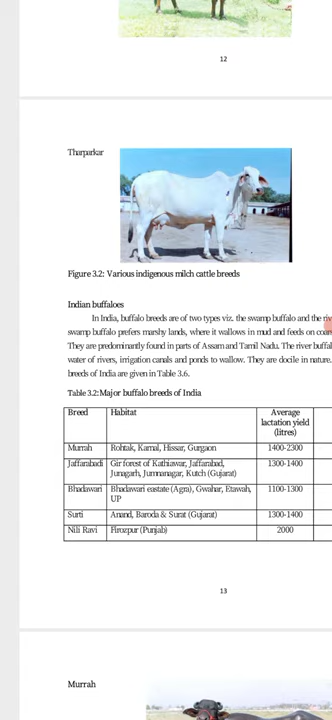 12
Tharparkar
Figure 3.2: Various indigenous milch cattle breeds
Indian buffaloes
In India, buffalo breeds are of two types viz. the swamp buffalo and the
swamp buffalo prefers marshy lands, where it wallows in mud and feeds on
They are predominantly found in parts of Assam and Tamil Nadu. The river
water of rivers, irrigation canals and ponds to wallow. They are docile in nature.
breeds of India are given in Table 3.6.
Table 3.2:Major buffalo breeds of India
Breed Habitat Average lactation yield (litres)
Murrah Rohtak, Karnal, Hissar, Gurgaon 1400-2300
Jaffarabadi Gir forest of Kathiawar, Jaffarabad, 1300-1400
Junagarh, Jumnanagar, Kutch (Gujarat)
Bhadawari Bhadawari eastate (Agra), Gwahar, Etawah, 1100-1300
UP
Surti Anand, Baroda & Surat (Gujarat) 1300-1400
Nili Ravi Firozpur (Punjab) 2000
13
Murrah